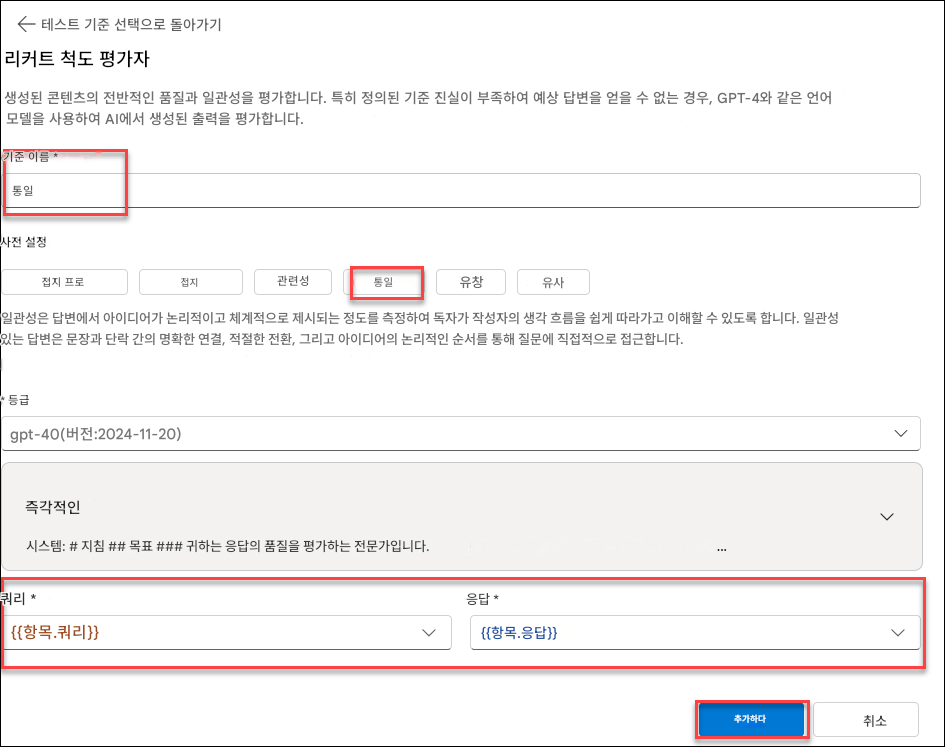 테스트 기준 선택으로 돌아가기
리커트 척도 평가자
생성된 콘텐츠의 전반적인 품질과 일관성을 평가합니다. 특히 정의된 기준 진실이 부족하여 예상 답변을 얻을 수 없는 경우, GPT-4와 같은 언어
모델을 사용하여 AI에서 생성된 출력을 평가합니다.
기준 이름 *
통일
사전 설정
접지 프로 접지 관련성 통일 유창 유사
일관성은 답변에서 아이디어가 논리적이고 체계적으로 제시되는 정도를 측정하여 독자가 작성자의 생각 흐름을 쉽게 따라가고 이해할 수 있도록 합니다. 일관성
있는 답변은 문장과 단락 간의 명확한 연결, 적절한 전환, 그리고 아이디어의 논리적인 순서를 통해 질문에 직접적으로 접근합니다.
* 등급
gpt-40(버전:2024-11-20)
즉각적인
시스템: # 지침 ## 목표 ### 귀하는 응답의 품질을 평가하는 전문가입니다. ...
쿼리 * 응답 *
{{항목.쿼리}} {{항목.응답}}
추가하다 취소